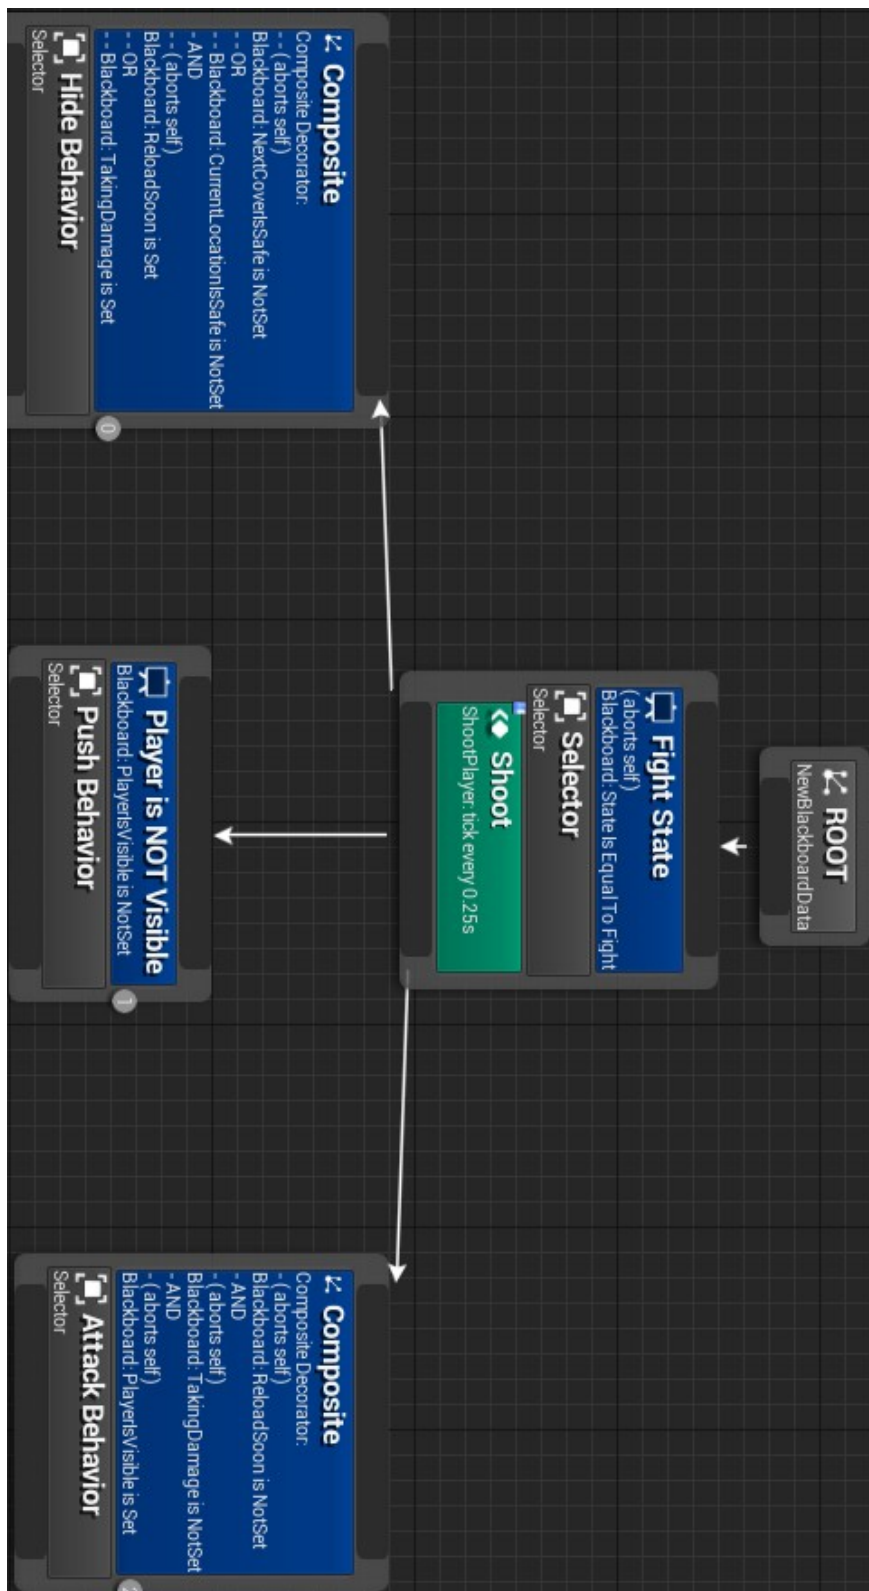 ROOT
NewBlackboardData
Fight State
( aborts self )
Blackboard: State Is Equal To Fight
Selector
Selector
Shoot
ShootPlayer: tick every 0.25s
Composite
Composite Decorator:
- - ( aborts self )
Blackboard: NextCoverIsSafe is NotSet
- - OR
- - Blackboard: CurrentLocationIsSafe is NotSet
- AND
- - ( aborts self )
Blackboard: ReloadSoon is Set
- - OR
- - Blackboard: TakingDamage is Set
Hide Behavior
Selector
0
Player is NOT Visible
Blackboard: PlayerIsVisible is NotSet
Push Behavior
Selector
1
Composite
Composite Decorator:
- ( aborts self )
Blackboard: ReloadSoon is NotSet
- AND
- ( aborts self )
Blackboard: TakingDamage is NotSet
- AND
- ( aborts self )
Blackboard: PlayerIsVisible is Set
Attack Behavior
Selector
2